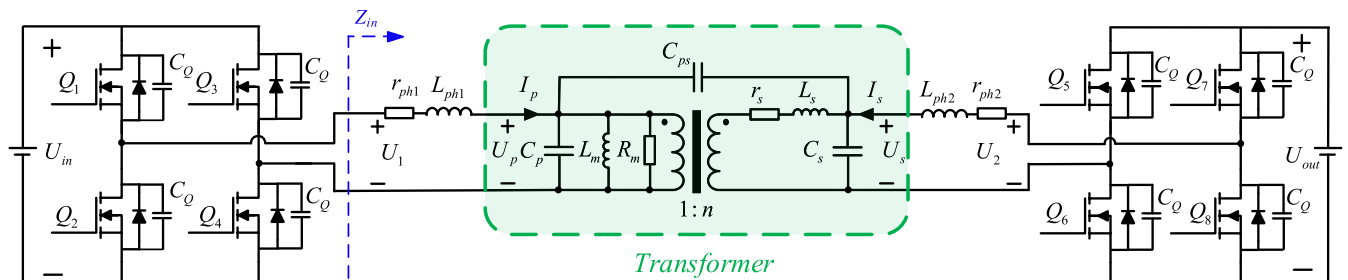 Z_in
C_ps
Q_1
C_Q
Q_3
C_Q
r_ph1
L_ph1
I_p
r_s
L_s
I_s
L_ph2
r_ph2
Q_5
C_Q
Q_7
C_Q
+
U_in
−
+
U_1
−
+
U_p
−
C_p
L_m
R_m
1:n
C_s
+
U_s
−
+
U_2
−
+
U_out
−
Q_2
C_Q
Q_4
C_Q
Q_6
C_Q
Q_8
C_Q
Transformer